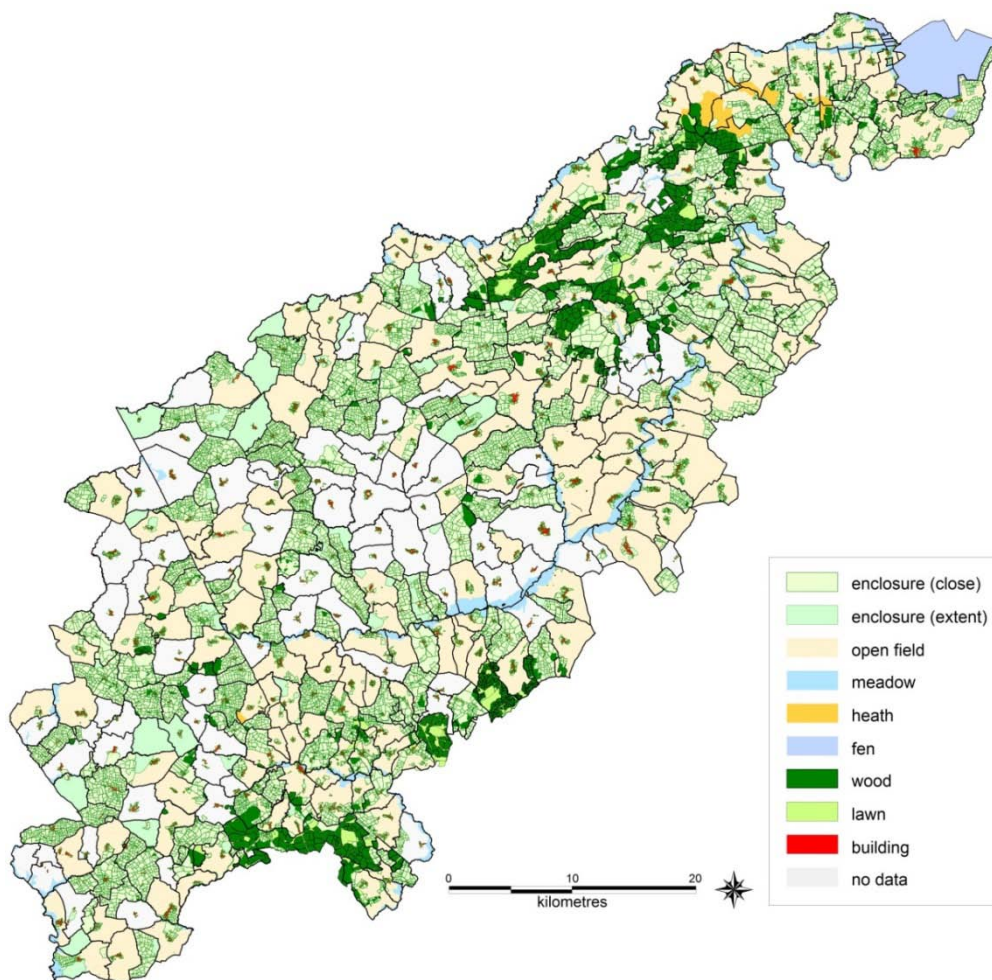 enclosure (close)
enclosure (extent)
open field
meadow
heath
fen
wood
lawn
building
no data
0 10 20
kilometres